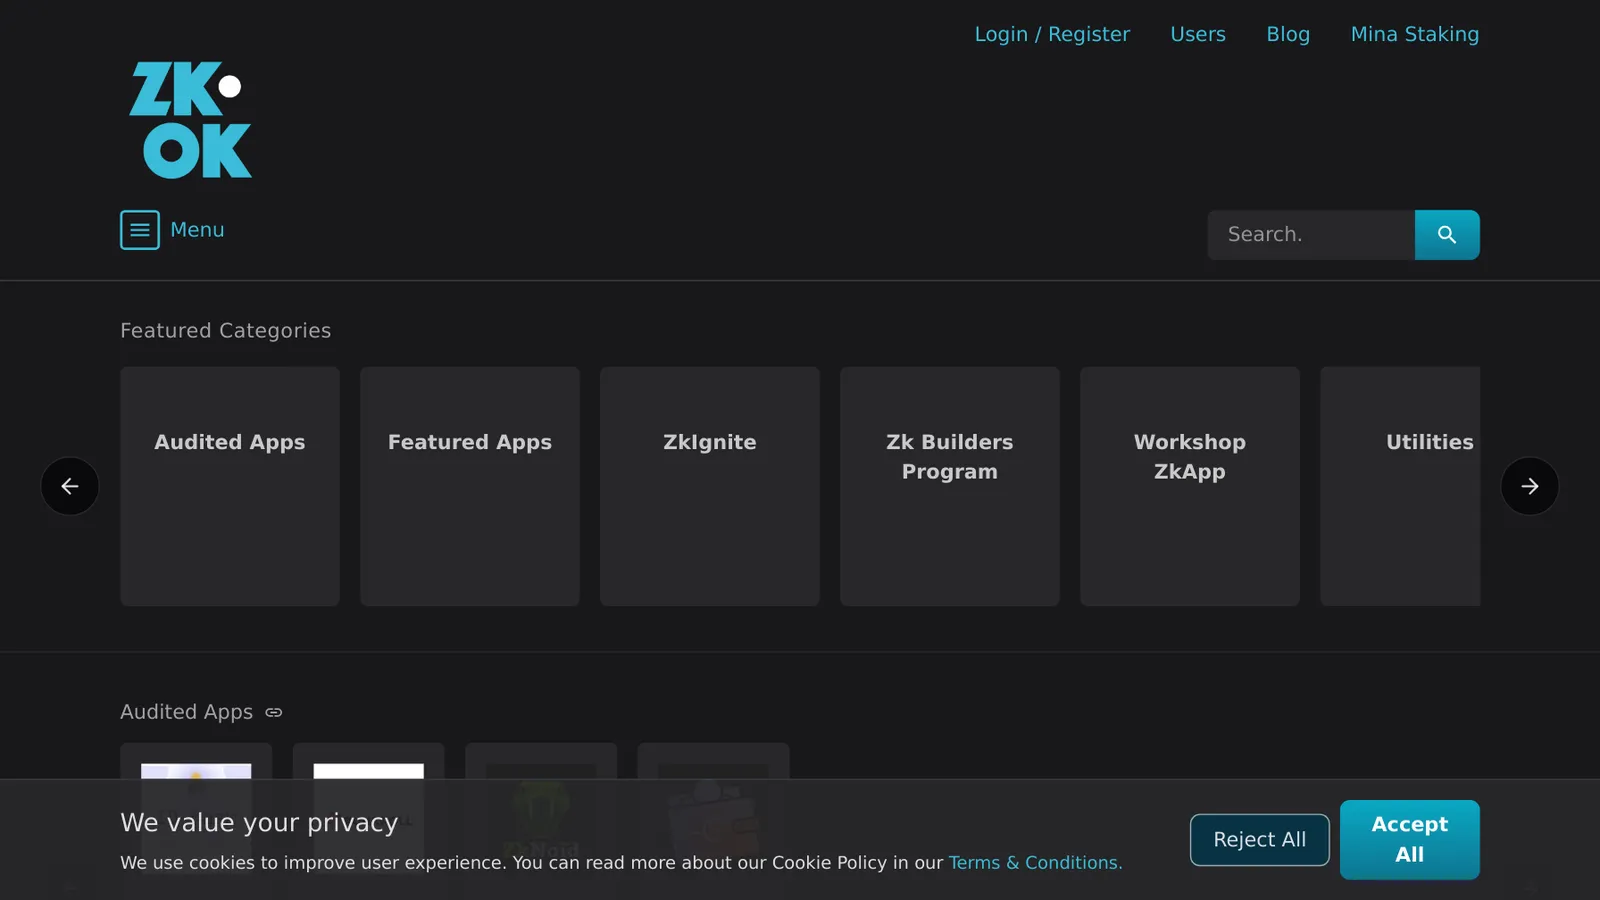 Login / Register Users Blog Mina Staking
ZK
OK
Menu
Search.
Featured Categories
Audited Apps
Featured Apps
ZkIgnite
Zk Builders
Program
Workshop
ZkApp
Utilities
Audited Apps
We value your privacy
We use cookies to improve user experience. You can read more about our Cookie Policy in our Terms & Conditions.
Reject All
Accept
All